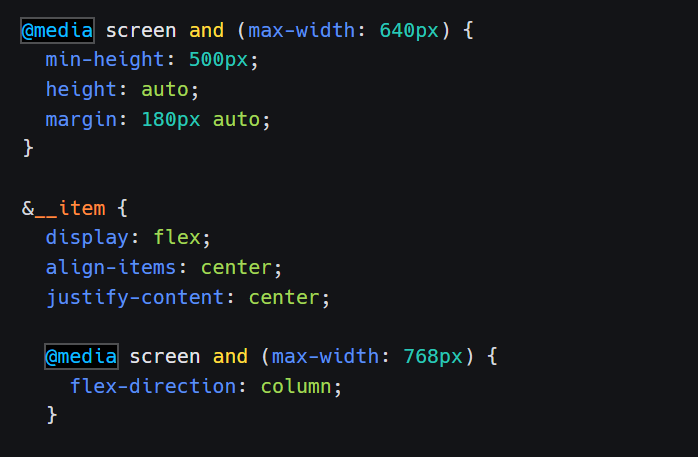 @media screen and (max-width: 640px) {
  min-height: 500px;
  height: auto;
  margin: 180px auto;
}

&__item {
  display: flex;
  align-items: center;
  justify-content: center;

  @media screen and (max-width: 768px) {
    flex-direction: column;
  }